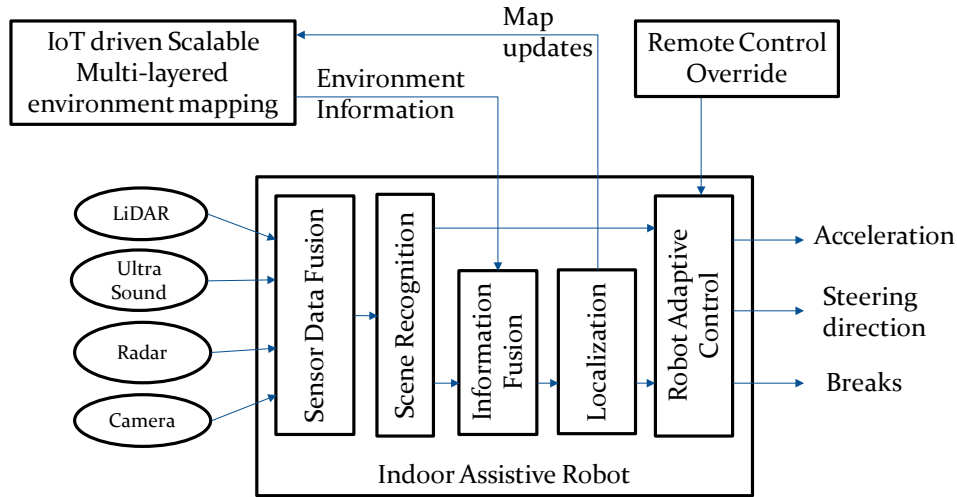 IoT driven Scalable
Multi-layered
environment mapping
Map
updates
Environment
Information
Remote Control
Override
LiDAR
Ultra
Sound
Radar
Camera
Sensor Data Fusion
Scene Recognition
Information
Fusion
Localization
Robot Adaptive
Control
Acceleration
Steering
direction
Breaks
Indoor Assistive Robot